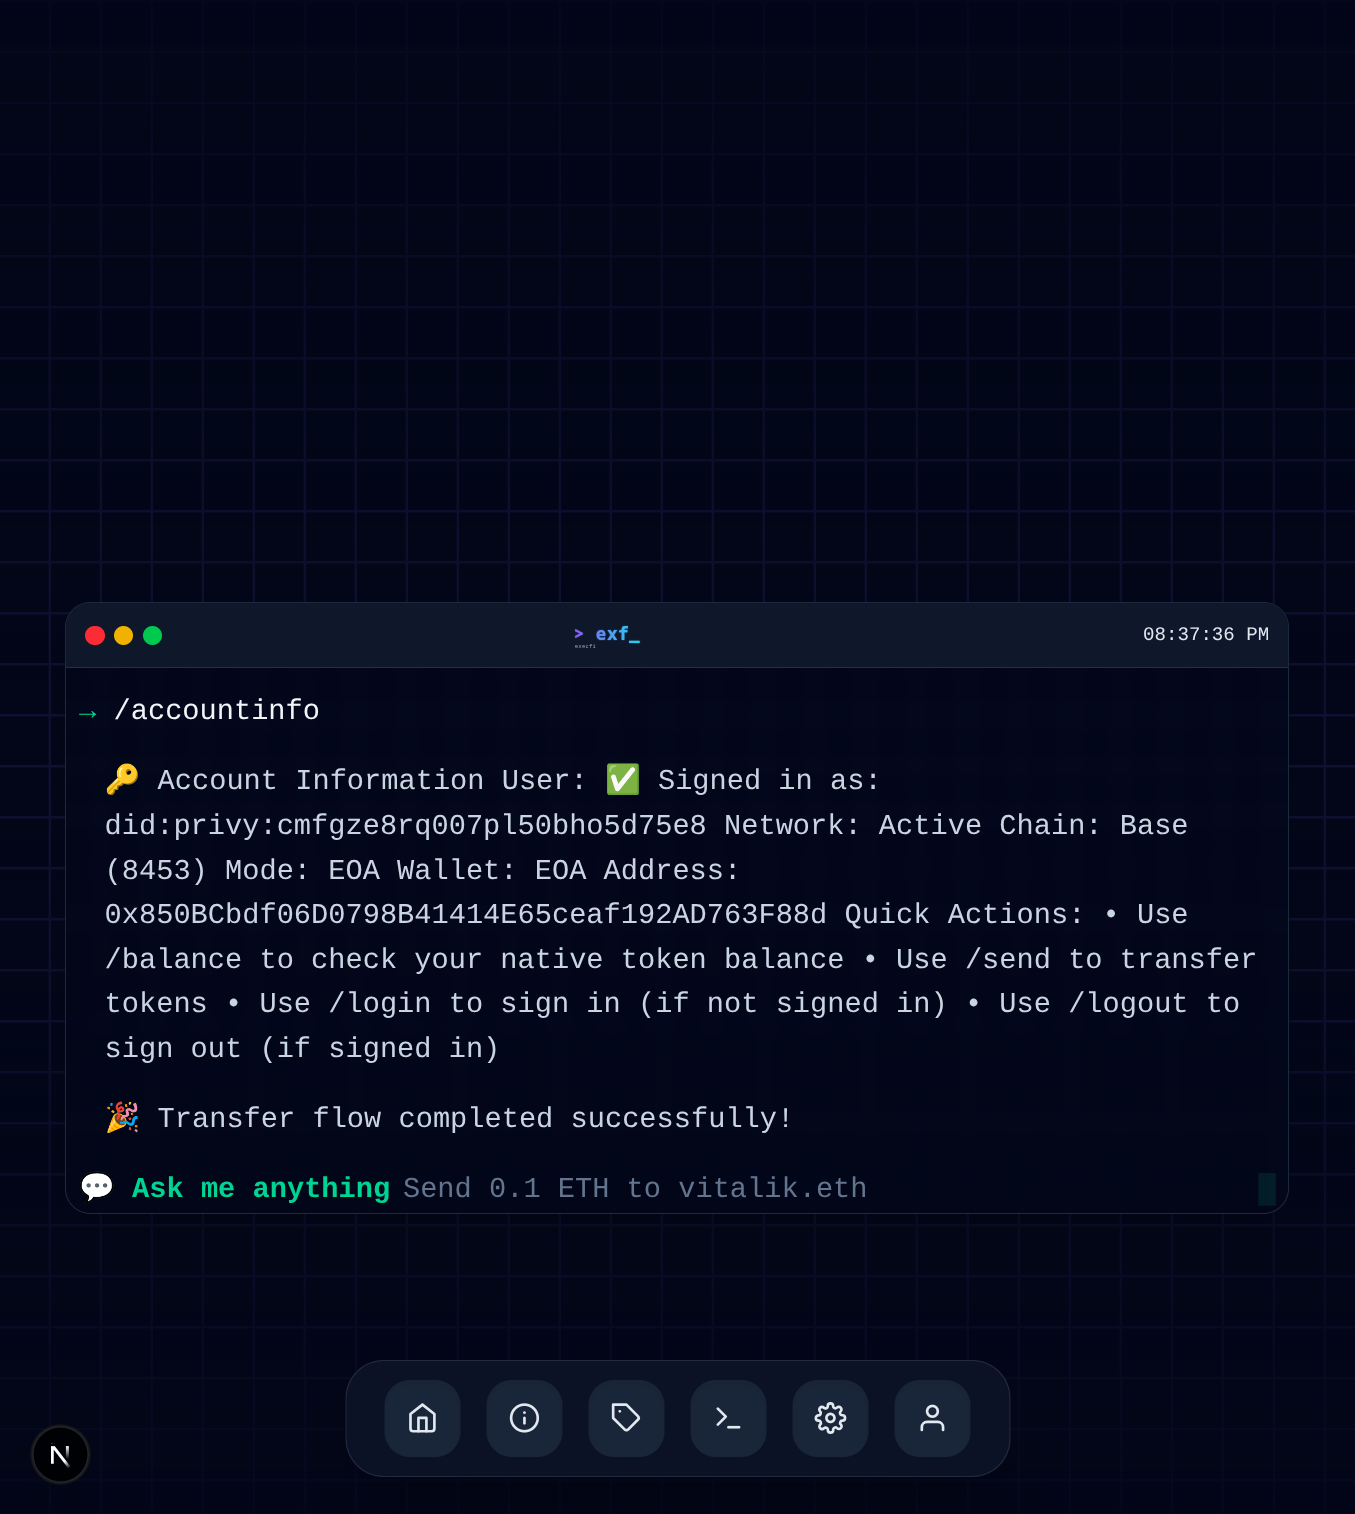 > exf_
execfi
08:37:36 PM
→ /accountinfo
🔑 Account Information User: ✅ Signed in as:
did:privy:cmfgze8rq007pl50bho5d75e8 Network: Active Chain: Base
(8453) Mode: EOA Wallet: EOA Address:
0x850BCbdf06D0798B41414E65ceaf192AD763F88d Quick Actions: • Use
/balance to check your native token balance • Use /send to transfer
tokens • Use /login to sign in (if not signed in) • Use /logout to
sign out (if signed in)
🎉 Transfer flow completed successfully!
💬 Ask me anything Send 0.1 ETH to vitalik.eth
N